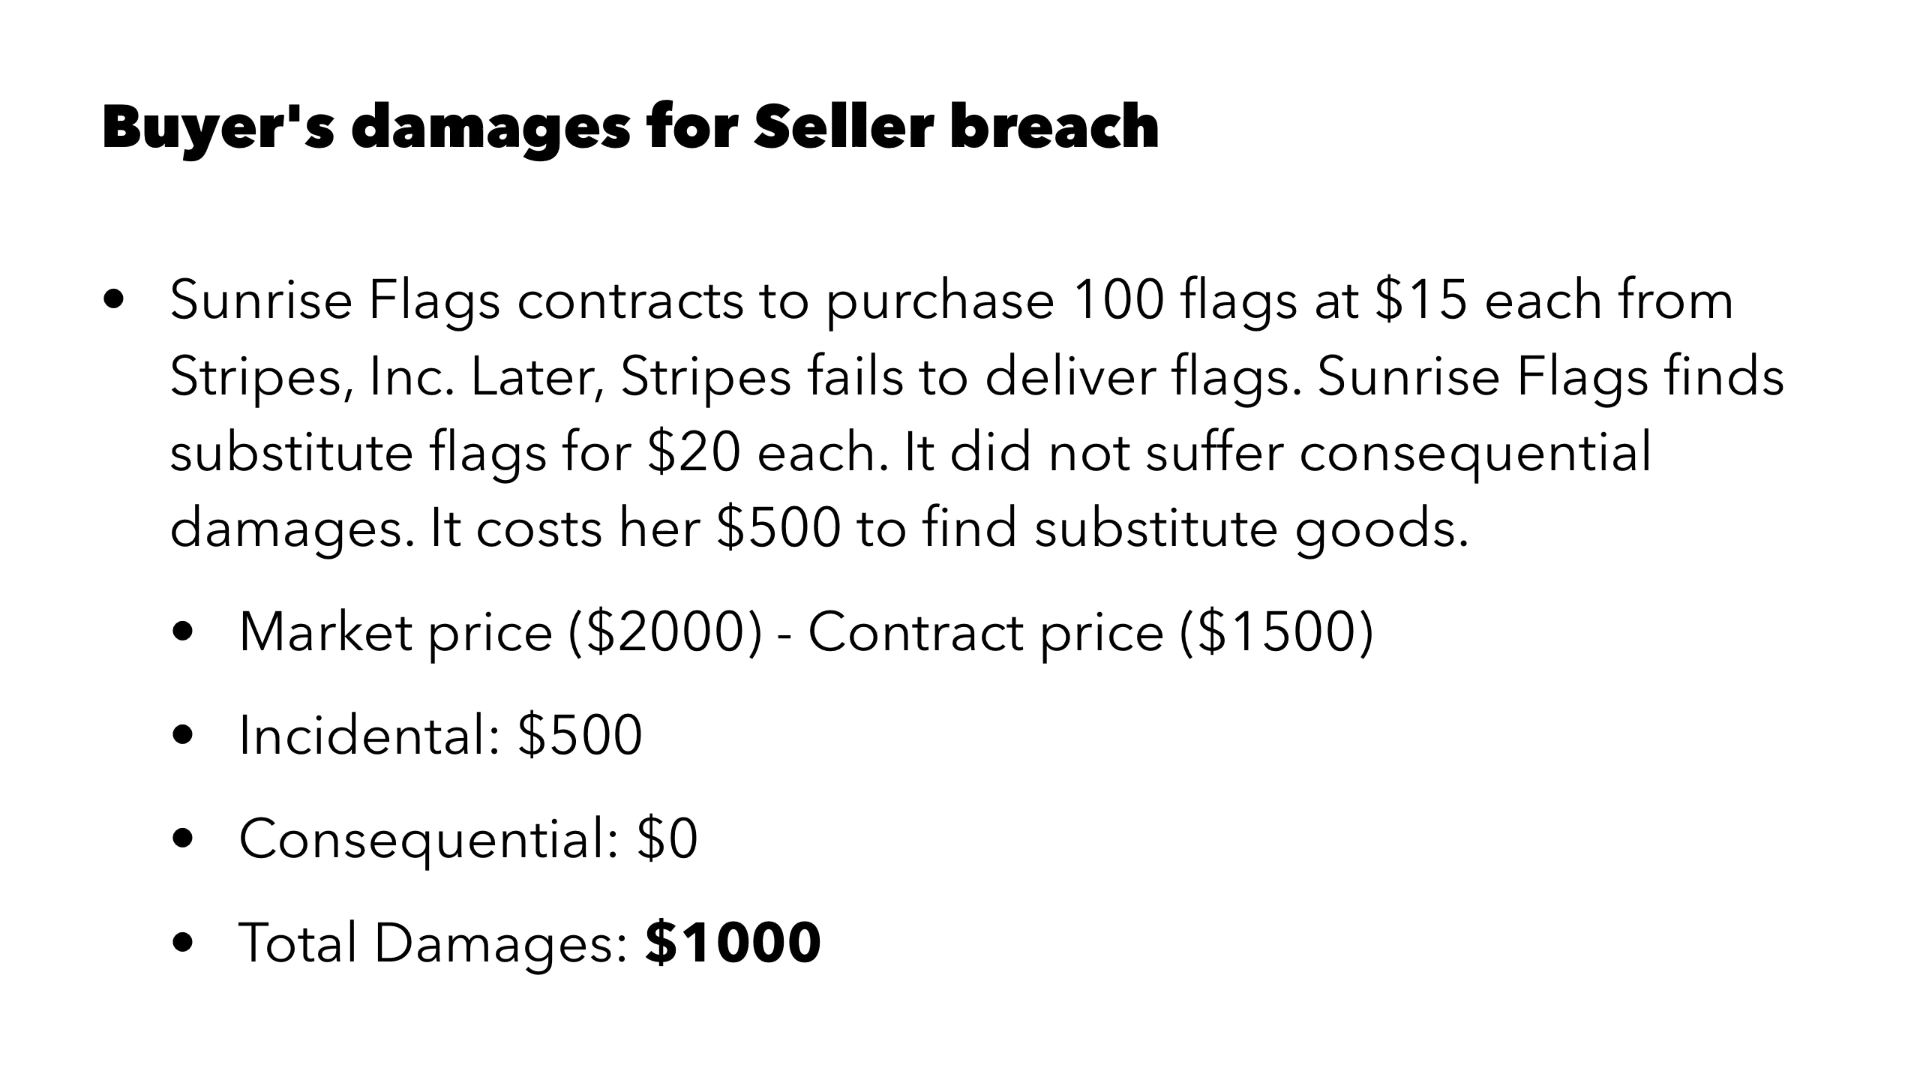 Buyer's damages for Seller breach
• Sunrise Flags contracts to purchase 100 flags at $15 each from
Stripes, Inc. Later, Stripes fails to deliver flags. Sunrise Flags finds
substitute flags for $20 each. It did not suffer consequential
damages. It costs her $500 to find substitute goods.
• Market price ($2000) - Contract price ($1500)
• Incidental: $500
• Consequential: $0
• Total Damages: $1000